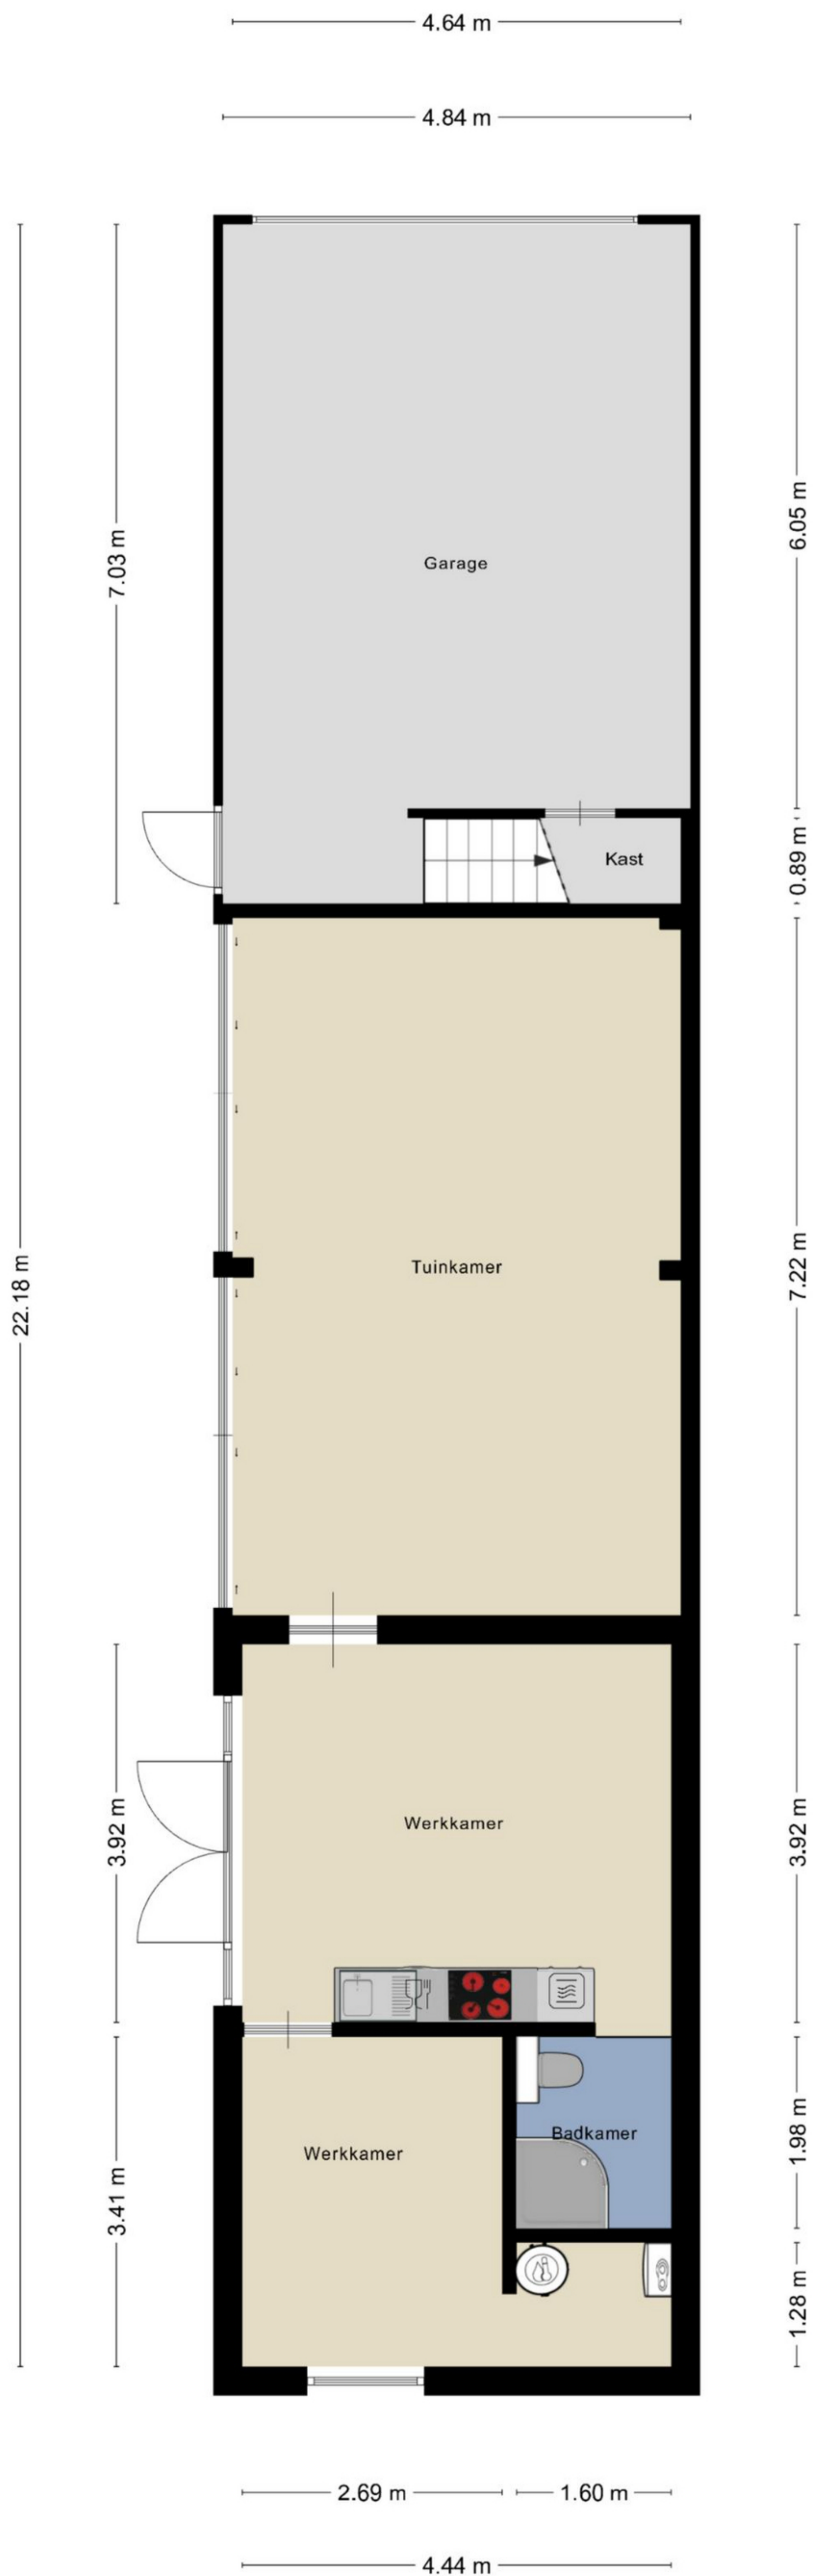 4.64 m
4.84 m
7.03 m
6.05 m
Garage
0.89 m
Kast
22.18 m
Tuinkamer
7.22 m
3.92 m
Werkkamer
3.92 m
3.41 m
Werkkamer
Badkamer
1.98 m
1.28 m
2.69 m
1.60 m
4.44 m